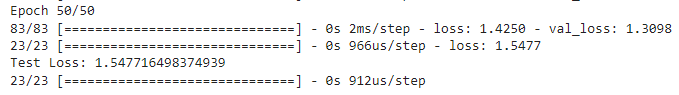 Epoch 50/50
83/83 [==============================] - 0s 2ms/step - loss: 1.4250 - val_loss: 1.3098
23/23 [==============================] - 0s 966us/step - loss: 1.5477
Test Loss: 1.547716498374939
23/23 [==============================] - 0s 912us/step